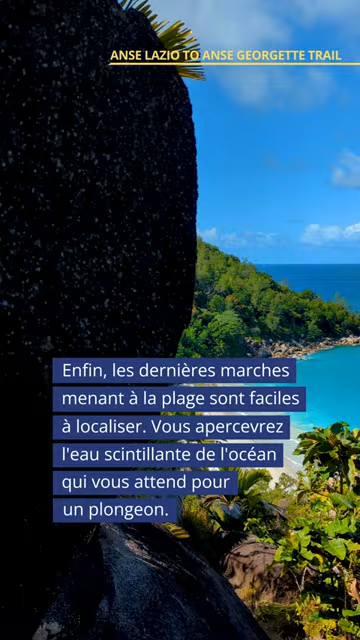 ANSE LAZIO TO ANSE GEORGETTE TRAIL
Enfin, les dernières marches
menant à la plage sont faciles
à localiser. Vous apercevrez
l'eau scintillante de l'océan
qui vous attend pour
un plongeon.